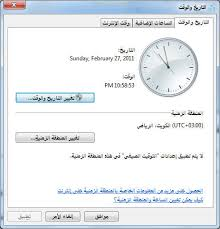 التاريخ والوقت
التاريخ والوقت الساعات الإضافية وقت الإنترنت
التاريخ:
Sunday, February 27, 2011
الوقت:
10:58:53 PM
تغيير التاريخ والوقت...
المنطقة الزمنية
(UTC+03:00) الكويت، الرياض
تغيير المنطقة الزمنية...
لا يتم تطبيق إعدادات "التوقيت الصيفي" في هذه المنطقة الزمنية.
الحصول على مزيد من المعلومات الخاصة بالمنطقة الزمنية على إنترنت
كيف يمكن تعيين الساعة والمنطقة الزمنية؟
موافق إلغاء الأمر تطبيق